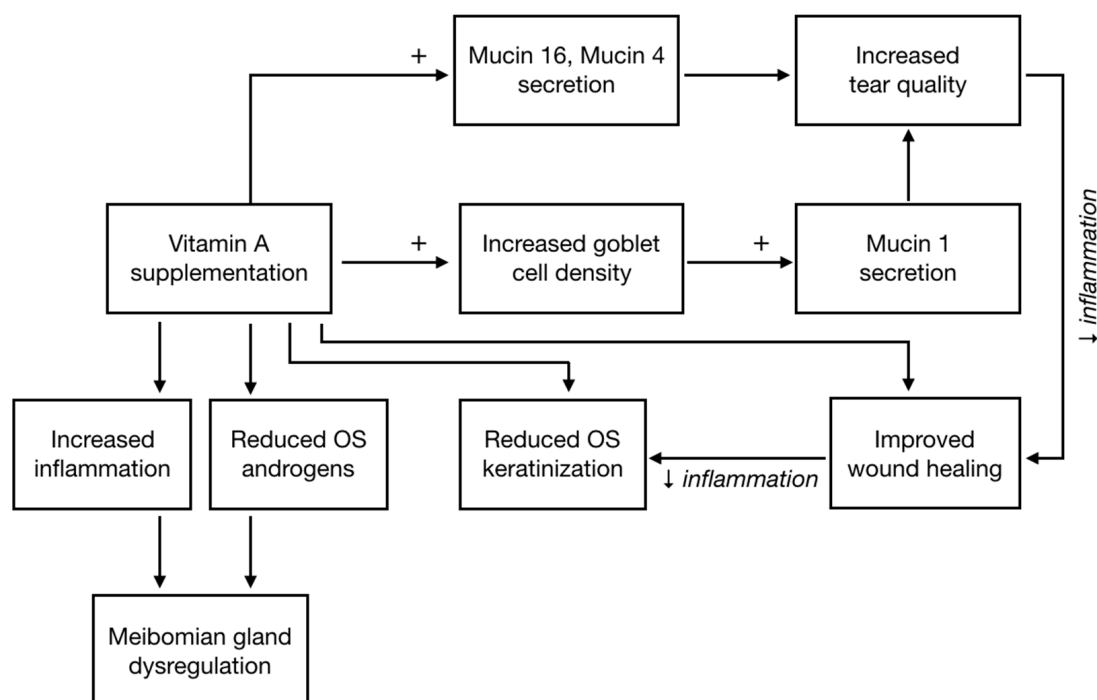 +
Mucin 16, Mucin 4
secretion
Increased
tear quality
Vitamin A
supplementation
+
Increased goblet
cell density
+
Mucin 1
secretion
↓ inflammation
Increased
inflammation
Reduced OS
androgens
Reduced OS
keratinization
↓ inflammation
Improved
wound healing
Meibomian gland
dysregulation